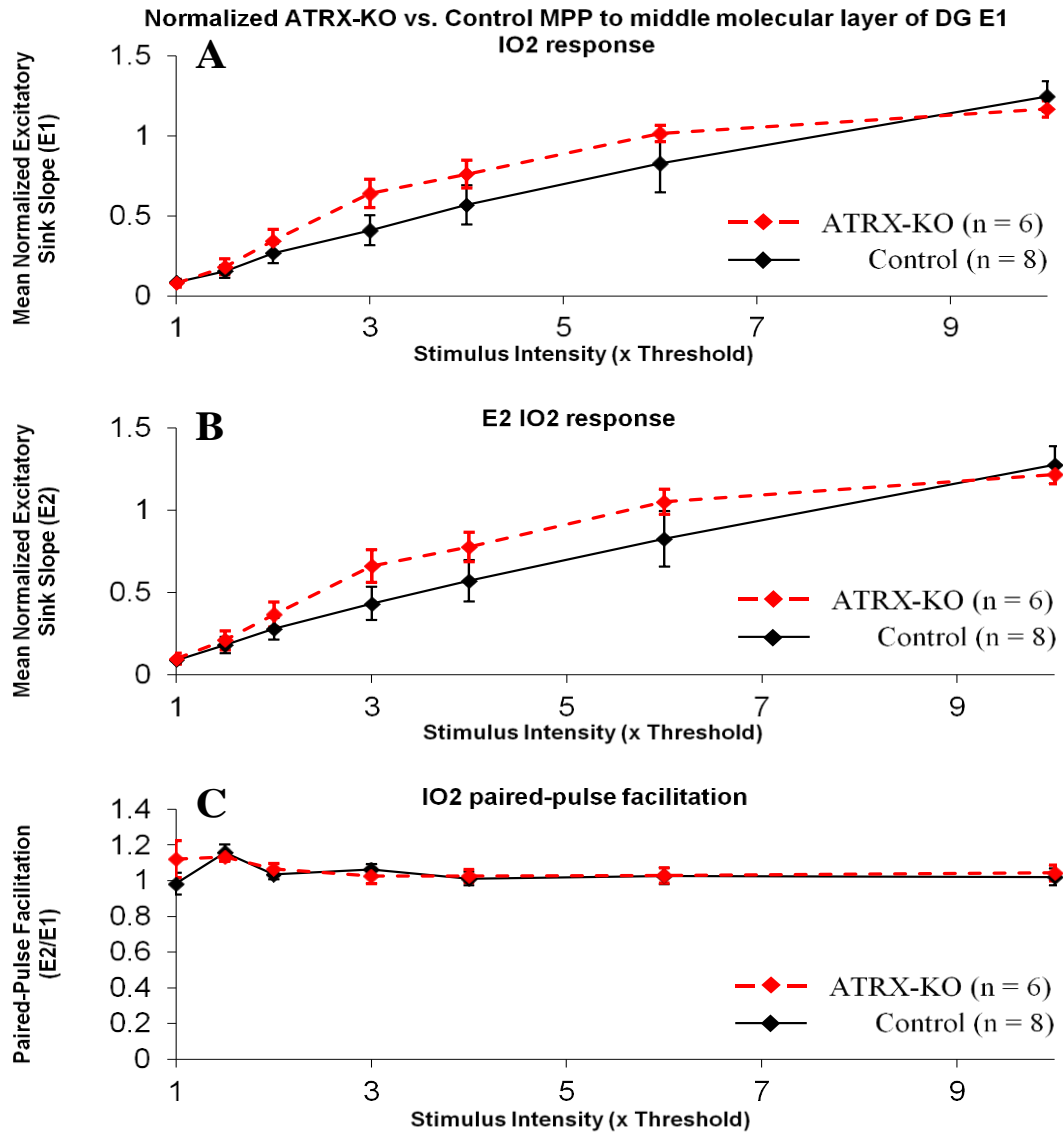 Normalized ATRX-KO vs. Control MPP to middle molecular layer of DG E1
IO2 response
A
1.5
1
0.5
0
Mean Normalized Excitatory
Sink Slope (E1)
ATRX-KO (n = 6)
Control (n = 8)
1 3 5 7 9
Stimulus Intensity (x Threshold)
B
E2 IO2 response
1.5
1
0.5
0
Mean Normalized Excitatory
Sink Slope (E2)
ATRX-KO (n = 6)
Control (n = 8)
1 3 5 7 9
Stimulus Intensity (x Threshold)
C
IO2 paired-pulse facilitation
1.4
1.2
1
0.8
0.6
0.4
0.2
0
Paired-Pulse Facilitation
(E2/E1)
ATRX-KO (n = 6)
Control (n = 8)
1 3 5 7 9
Stimulus Intensity (x Threshold)